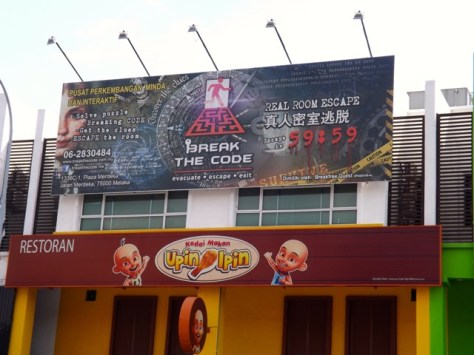 PUSAT PERKEMBANGAN MINDA
DAN INTERAKTIF
Solve puzzle
Breaking CODE
Get the clues
ESCAPE the room
06-2830484
Plaza Merdeka
Jalan Merdeka, 75000 Melaka
BREAK
THE CODE
evacuate • escape • exit
REAL ROOM ESCAPE
真人密室逃脱
59:59
RESTORAN
Kedai Makan
Upin Ipin